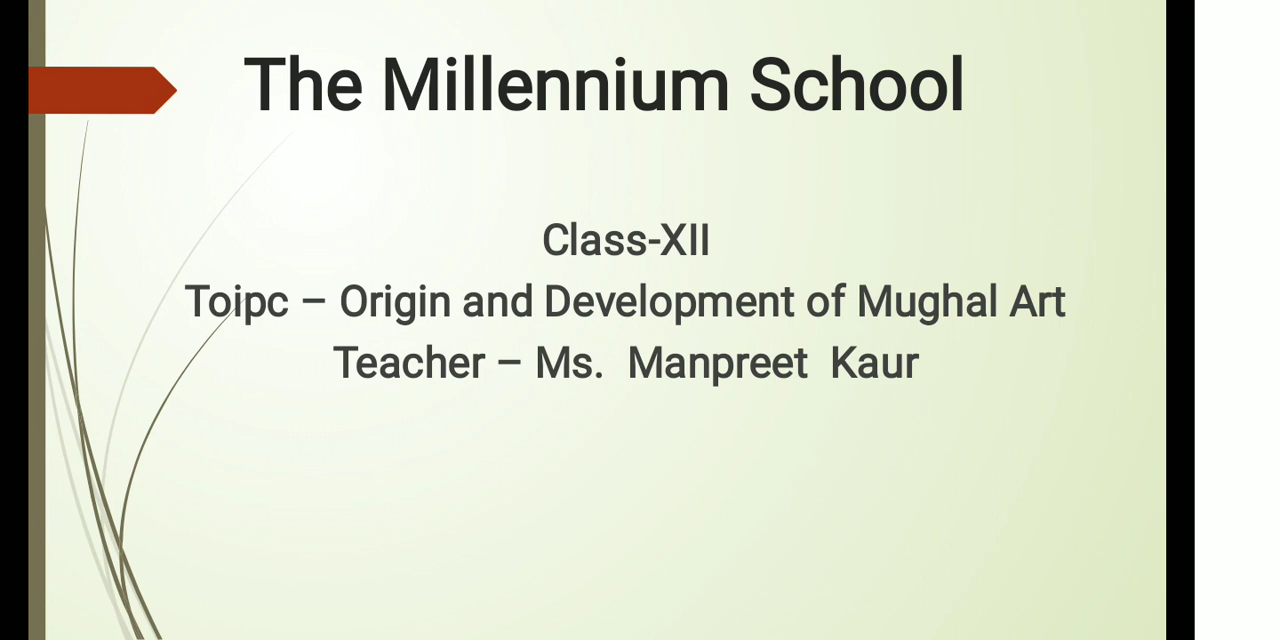 The Millennium School
Class-XII
Toipc – Origin and Development of Mughal Art
Teacher – Ms. Manpreet Kaur